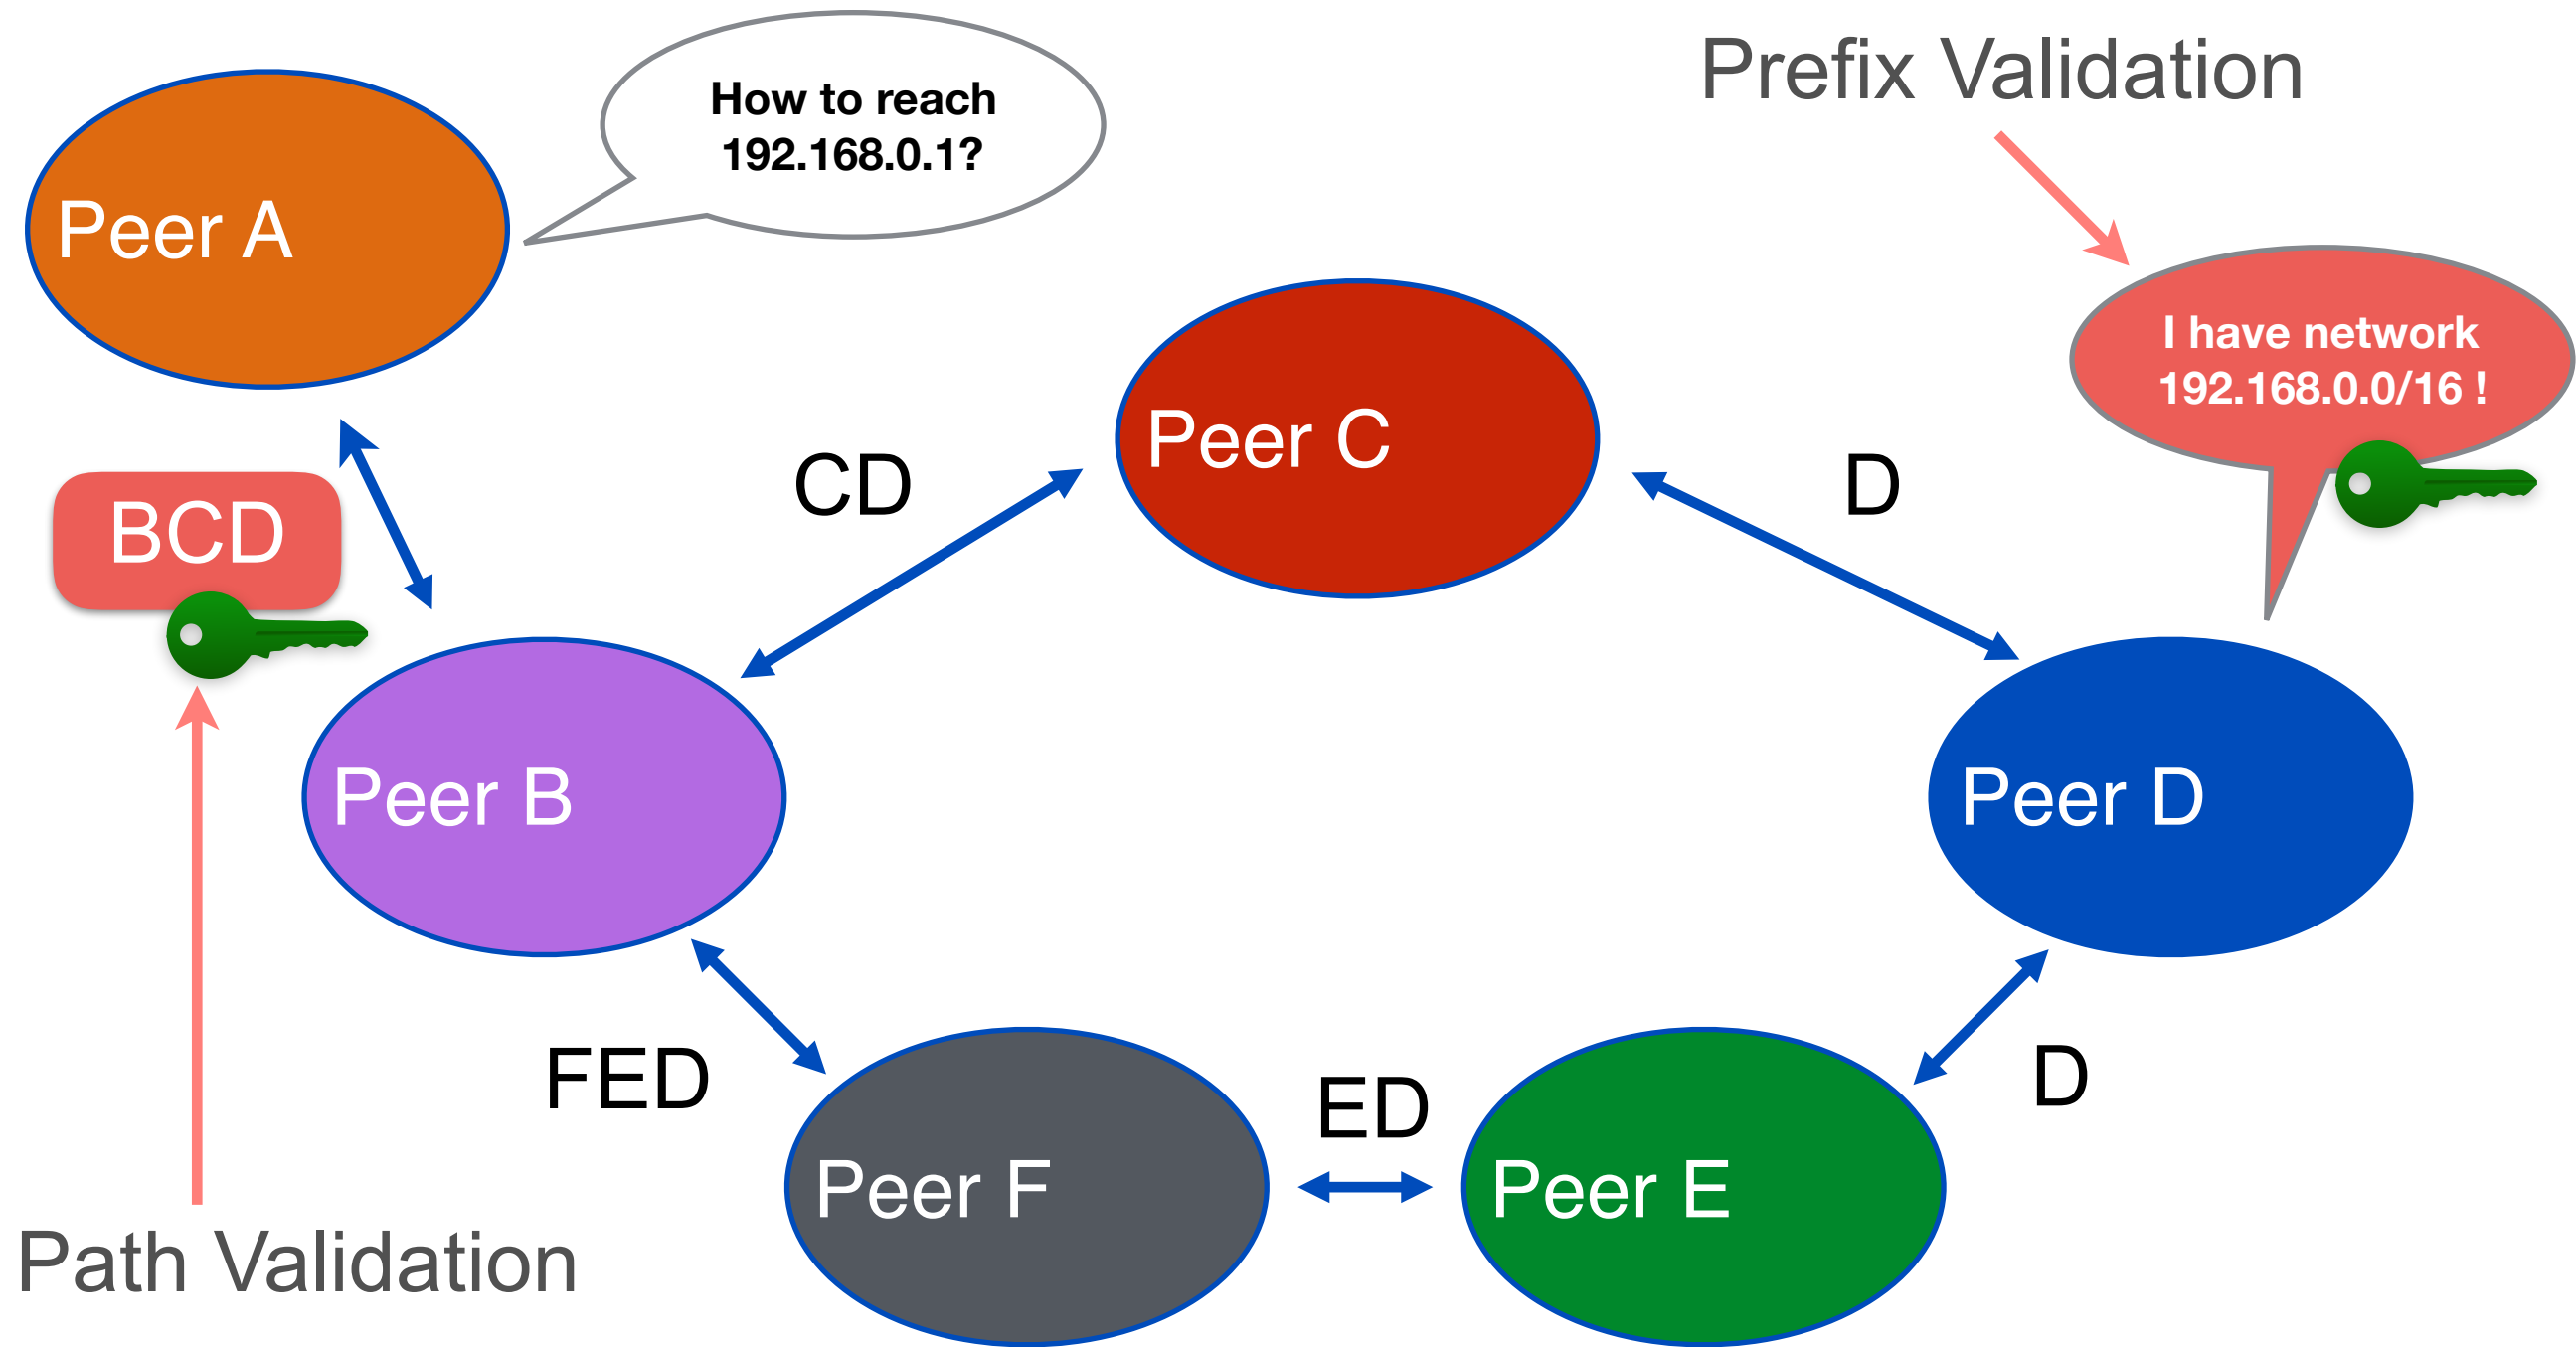 How to reach
192.168.0.1?
Prefix Validation
Peer A
I have network
192.168.0.0/16 !
Peer C
CD
D
BCD
Peer B
Peer D
FED
ED
D
Peer F
Peer E
Path Validation